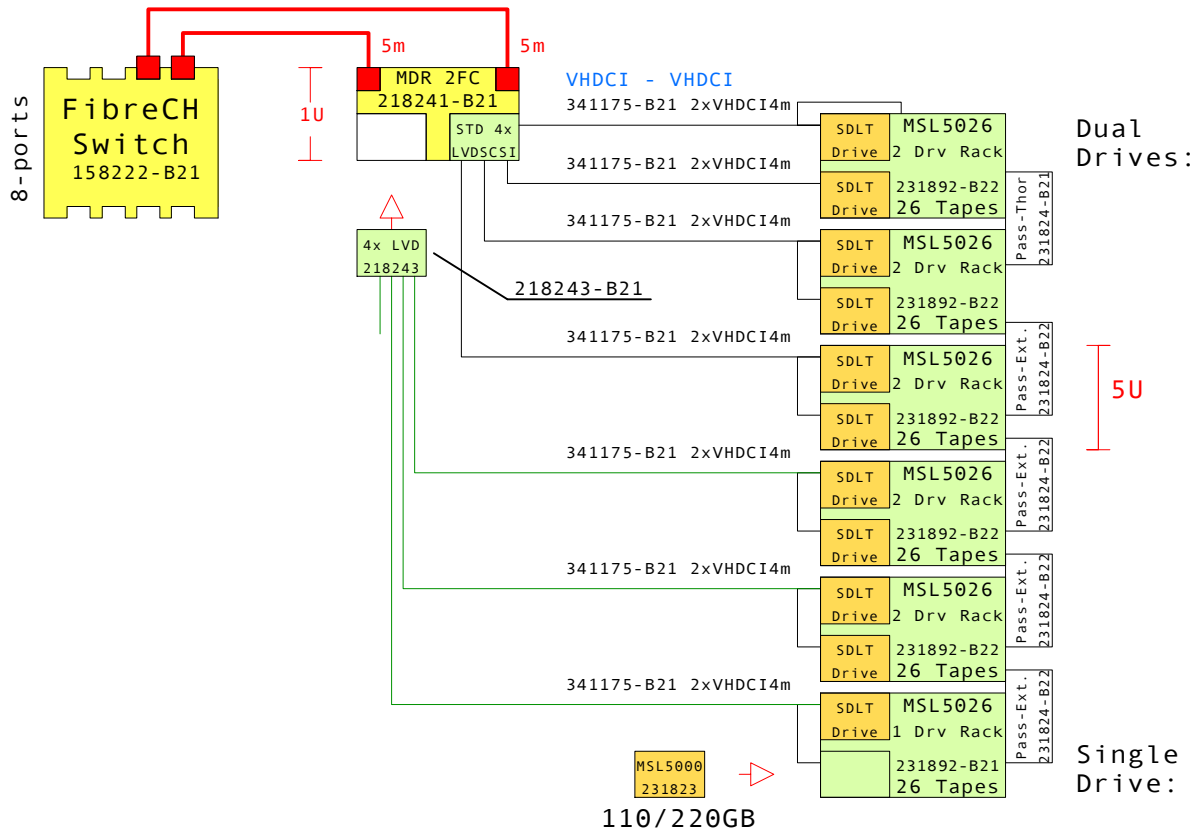 8-ports
FibreCH
Switch
158222-B21
5m
5m
1U
MDR 2FC
218241-B21
STD 4x
LVDSCSI
4x LVD
218243
218243-B21
VHDCI - VHDCI
341175-B21 2xVHDCI4m
341175-B21 2xVHDCI4m
341175-B21 2xVHDCI4m
341175-B21 2xVHDCI4m
341175-B21 2xVHDCI4m
341175-B21 2xVHDCI4m
341175-B21 2xVHDCI4m
SDLT
Drive
MSL5026
2 Drv Rack
SDLT
Drive
231892-B22
26 Tapes
SDLT
Drive
MSL5026
2 Drv Rack
SDLT
Drive
231892-B22
26 Tapes
SDLT
Drive
MSL5026
2 Drv Rack
SDLT
Drive
231892-B22
26 Tapes
SDLT
Drive
MSL5026
2 Drv Rack
SDLT
Drive
231892-B22
26 Tapes
SDLT
Drive
MSL5026
2 Drv Rack
SDLT
Drive
231892-B22
26 Tapes
SDLT
Drive
MSL5026
1 Drv Rack
231892-B21
26 Tapes
Pass-Thor
231824-B21
Pass-Ext.
231824-B22
Pass-Ext.
231824-B22
Pass-Ext.
231824-B22
Pass-Ext.
231824-B22
Dual
Drives:
5U
Single
Drive:
MSL5000
231823
110/220GB